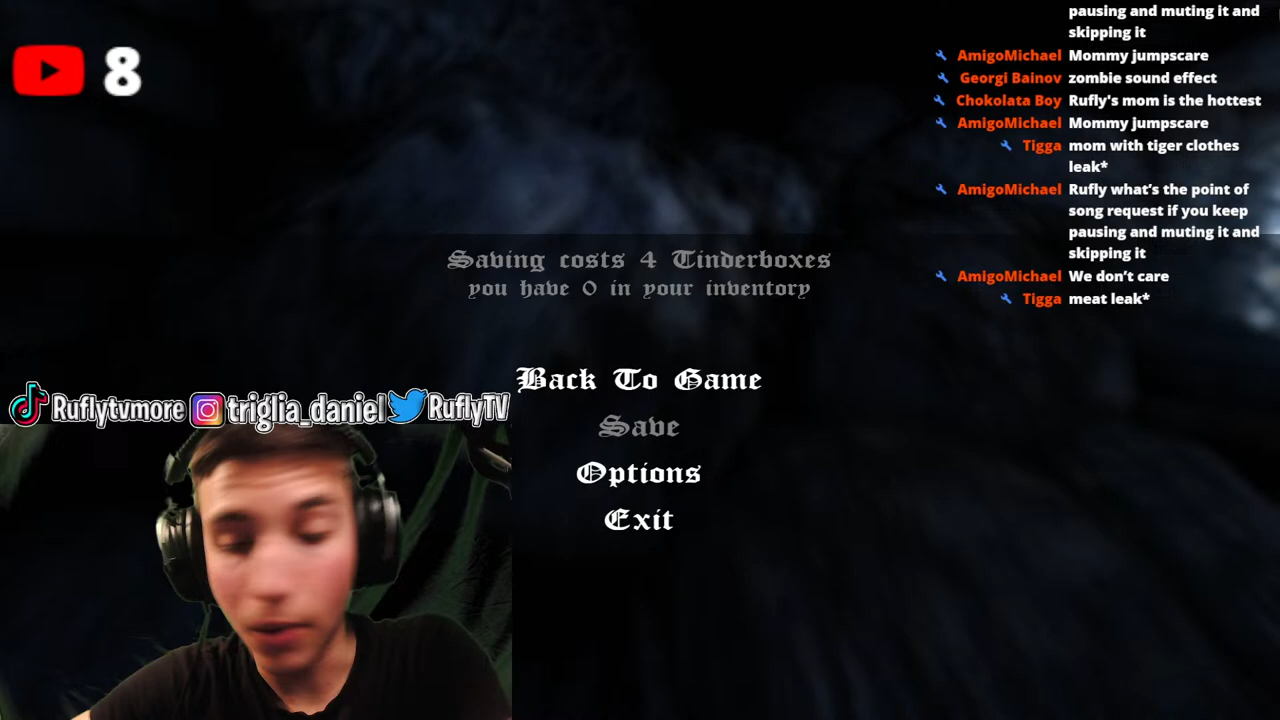 8
pausing and muting it and
skipping it
AmigoMichael Mommy jumpscare
Georgi Bainov zombie sound effect
Chokolata Boy Rufly's mom is the hottest
AmigoMichael Mommy jumpscare
Tigga mom with tiger clothes
leak*
AmigoMichael Rufly what's the point of
song request if you keep
pausing and muting it and
skipping it
AmigoMichael We don't care
Tigga meat leak*
Saving costs 4 Tinderboxes
you have 0 in your inventory
Back To Game
Save
Options
Exit
Ruflytvmore triglia_daniel RuflyTV